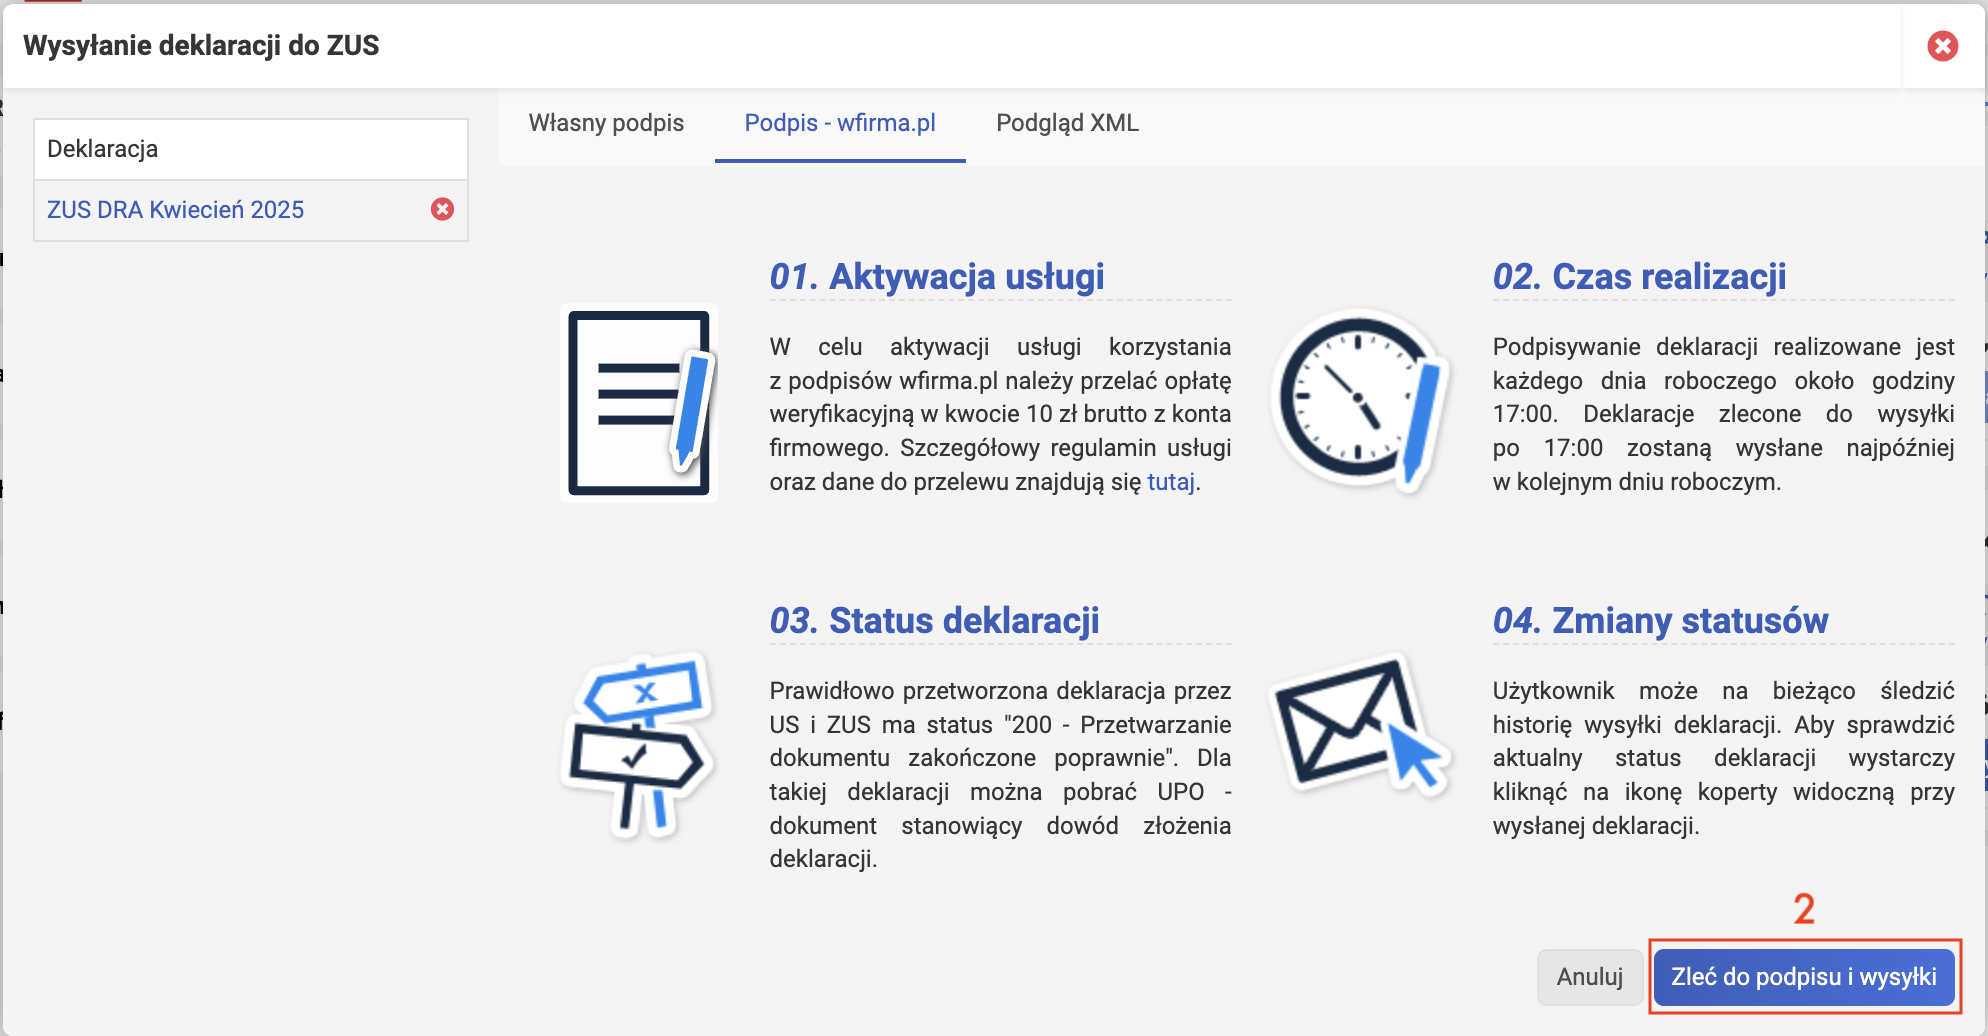 Wysyłanie deklaracji do ZUS
Deklaracja
ZUS DRA Kwiecień 2025
Własny podpis
Podpis - wfirma.pl
Podgląd XML
01. Aktywacja usługi
W celu aktywacji usługi korzystania
z podpisów wfirma.pl należy przelać opłatę
weryfikacyjną w kwocie 10 zł brutto z konta
firmowego. Szczegółowy regulamin usługi
oraz dane do przelewu znajdują się tutaj.
02. Czas realizacji
Podpisywanie deklaracji realizowane jest
każdego dnia roboczego około godziny
17:00. Deklaracje zlecone do wysyłki
po 17:00 zostaną wysłane najpóźniej
w kolejnym dniu roboczym.
03. Status deklaracji
Prawidłowo przetworzona deklaracja przez
US i ZUS ma status "200 - Przetwarzanie
dokumentu zakończone poprawnie". Dla
takiej deklaracji można pobrać UPO -
dokument stanowiący dowód złożenia
deklaracji.
04. Zmiany statusów
Użytkownik może na bieżąco śledzić
historię wysyłki deklaracji. Aby sprawdzić
aktualny status deklaracji wystarczy
kliknąć na ikonę koperty widoczną przy
wysłanej deklaracji.
2
Anuluj
Zleć do podpisu i wysyłki